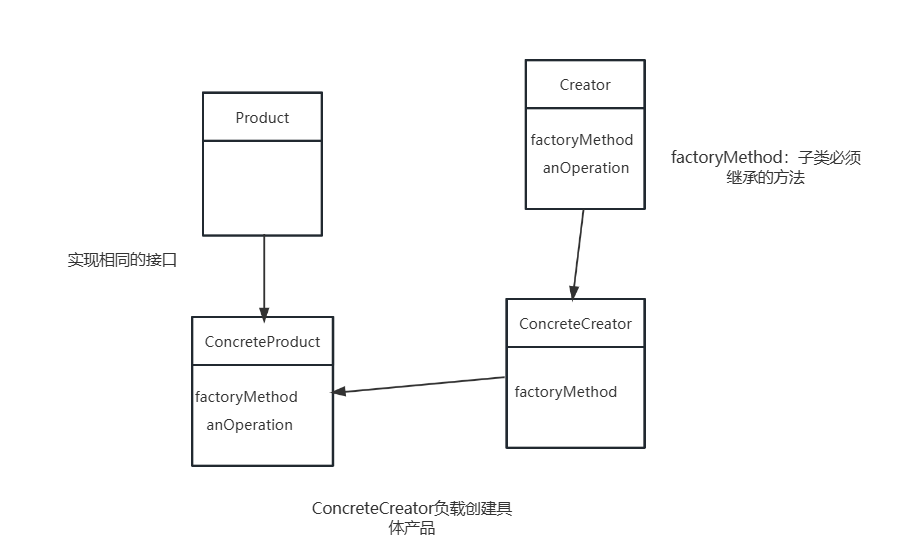 Creator
Product
factoryMethod
anOperation
factoryMethod：子类必须
继承的方法
实现相同的接口
ConcreteCreator
ConcreteProduct
factoryMethod
factoryMethod
anOperation
ConcreteCreator负载创建具
体产品